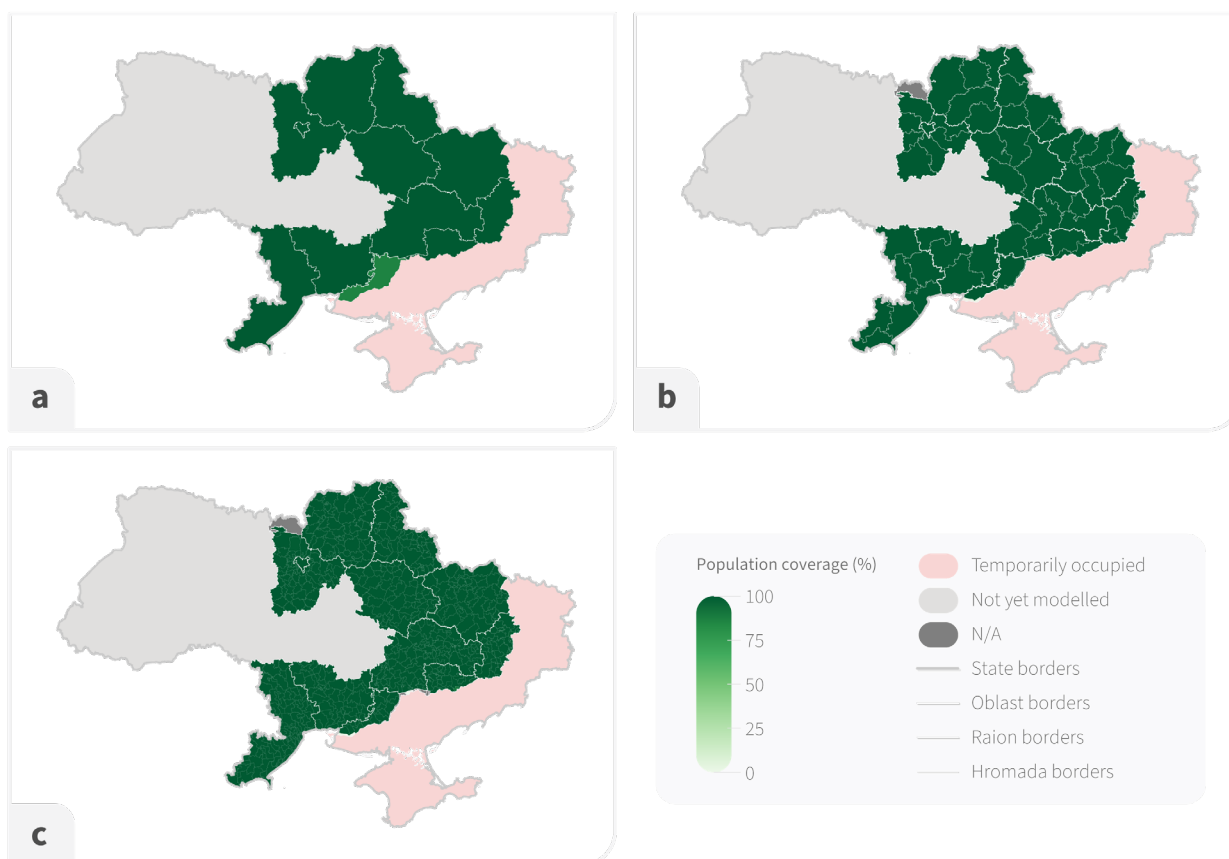 a
b
c
Population coverage (%)
100
75
50
25
0
Temporarily occupied
Not yet modelled
N/A
State borders
Oblast borders
Raion borders
Hromada borders